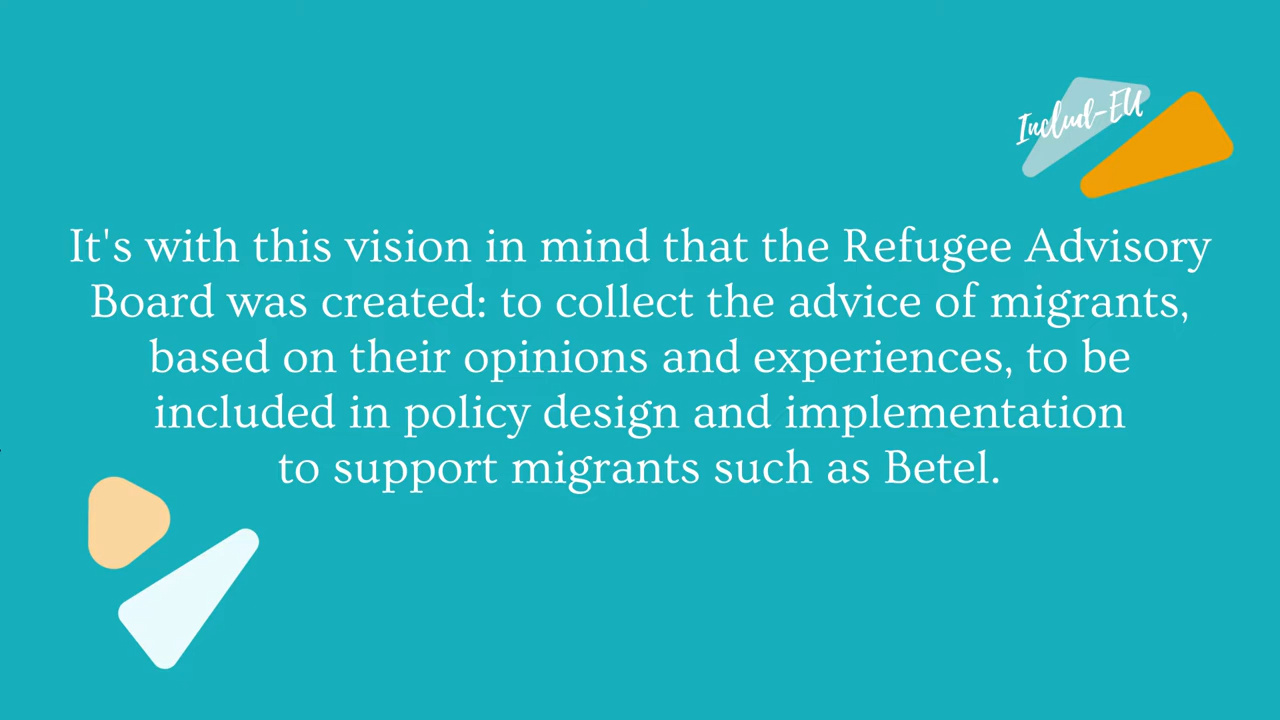 Includ-EU
It's with this vision in mind that the Refugee Advisory
Board was created: to collect the advice of migrants,
based on their opinions and experiences, to be
included in policy design and implementation
to support migrants such as Betel.